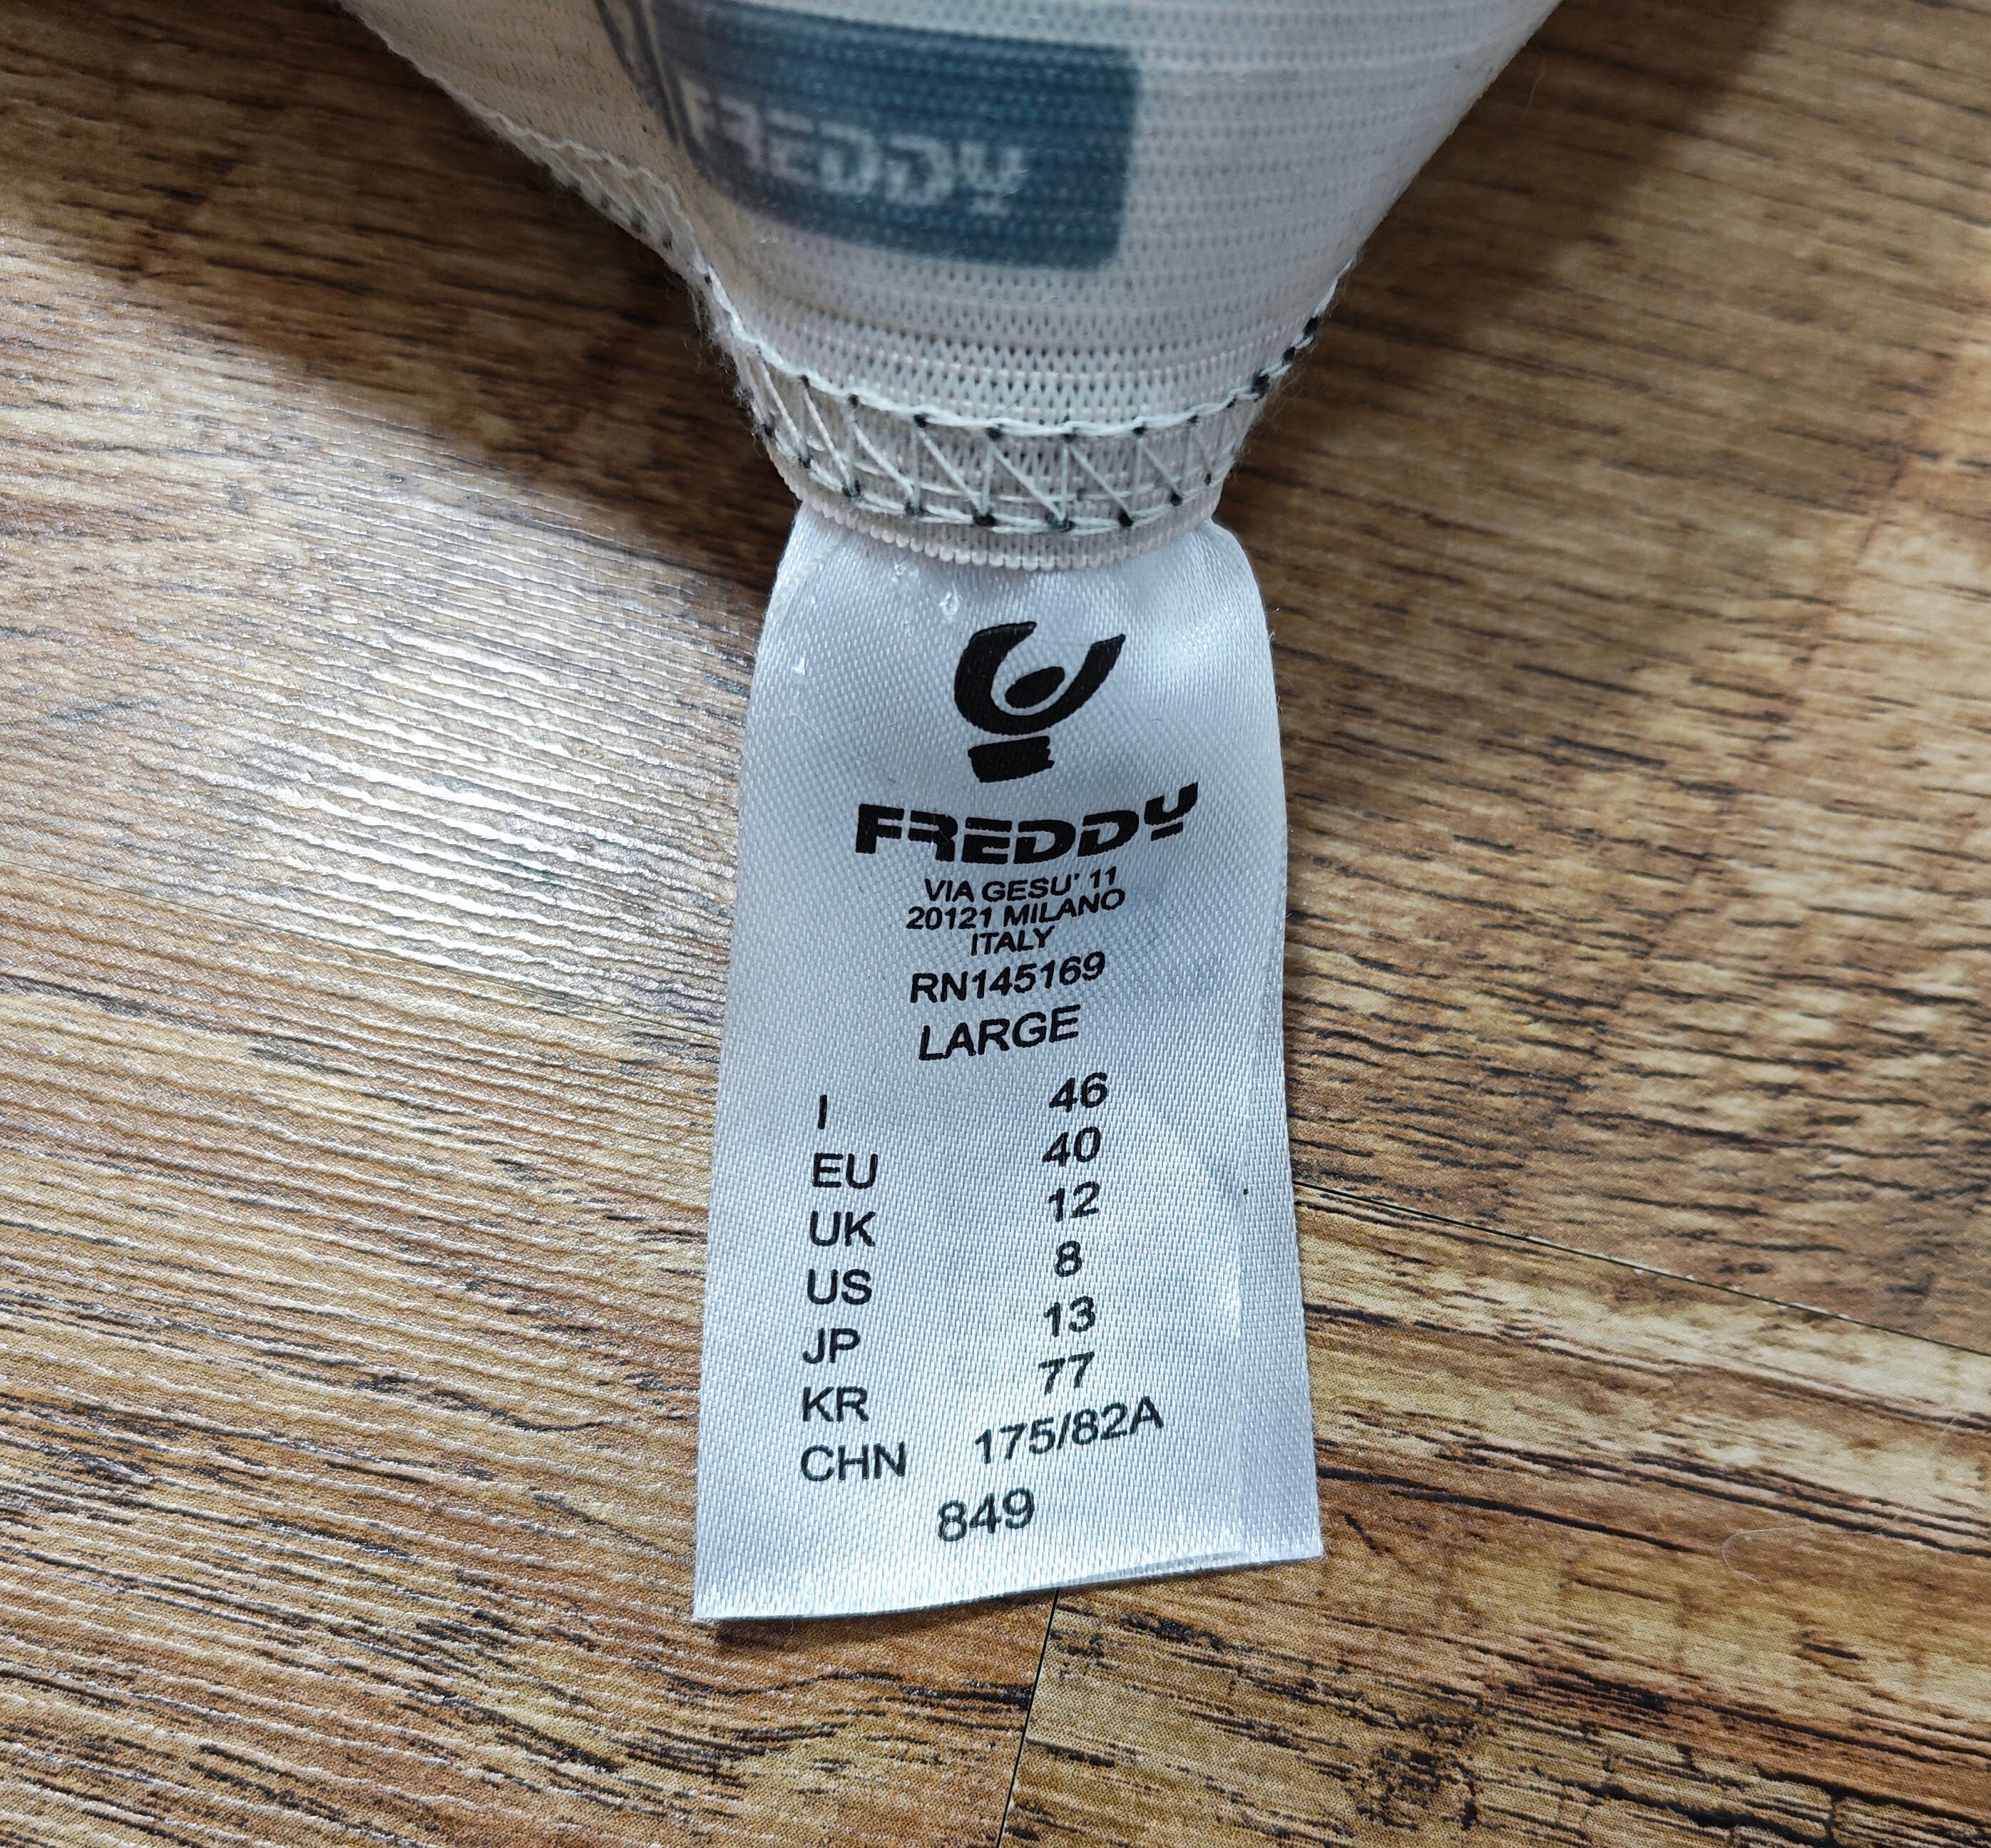 FREDDY
FREDDY
VIA GESU' 11
20121 MILANO
ITALY
RN145169
LARGE
I 46
EU 40
UK 12
US 8
JP 13
KR 77
CHN 175/82A
849